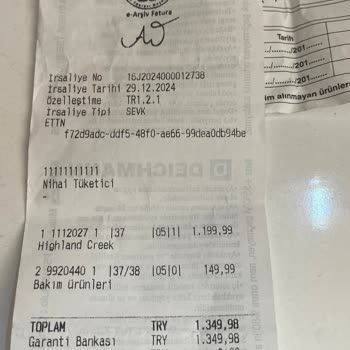 e-Arşiv Fatura
İrsaliye No 16J2024000012738
İrsaliye Tarihi 29.12.2024
Özelleştime TR1.2.1
İrsaliye Tipi SEVK
ETTN
f72d9adc-ddf5-48f0-ae66-99dea0db94be
11111111111
Nihai Tüketici
-
1 1112027 1 |37 |05|1| 1.199,99
Highland Creek
2 9920440 1 |37/38 |05|0| 149,99
Bakım ürünleri
TOPLAM TRY 1.349,98
Garanti Bankası TRY 1.349,98
Tarih
../......../201.......
../......../201.......
../......../201.......
im alınmayan ürünler
DEICHMANN